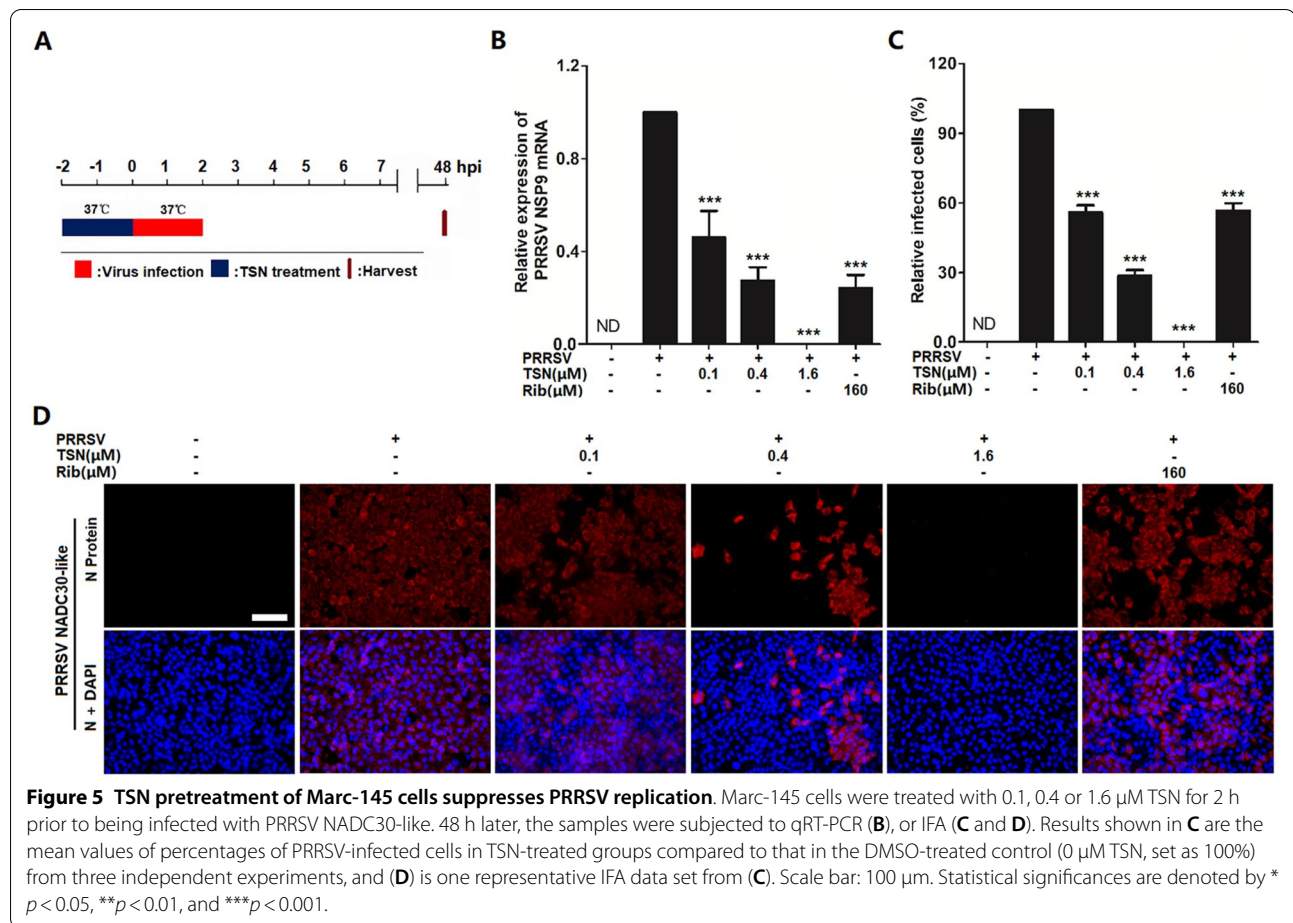 A
-2 -1 0 1 2 3 4 5 6 7 48 hpi
37℃ 37℃
:Virus infection :TSN treatment :Harvest
B
Relative expression of
PRRSV NSP9 mRNA
1.2
0.8
0.4
0.0
ND *** *** *** ***
PRRSV - + + + + +
TSN(μM) - - 0.1 0.4 1.6 -
Rib(μM) - - - - - 160
C
Relative infected cells (%)
120
90
60
30
0.0
ND *** *** *** ***
PRRSV - + + + + +
TSN(μM) - - 0.1 0.4 1.6 -
Rib(μM) - - - - - 160
D
PRRSV - + + + + +
TSN(μM) - - 0.1 0.4 1.6 -
Rib(μM) - - - - - 160
PRRSV NADC30-like
N Protein
N + DAPI
Figure 5 TSN pretreatment of Marc-145 cells suppresses PRRSV replication. Marc-145 cells were treated with 0.1, 0.4 or 1.6 μM TSN for 2 h
prior to being infected with PRRSV NADC30-like. 48 h later, the samples were subjected to qRT-PCR (B), or IFA (C and D). Results shown in C are the
mean values of percentages of PRRSV-infected cells in TSN-treated groups compared to that in the DMSO-treated control (0 μM TSN, set as 100%)
from three independent experiments, and (D) is one representative IFA data set from (C). Scale bar: 100 μm. Statistical significances are denoted by *
p < 0.05, **p < 0.01, and ***p < 0.001.